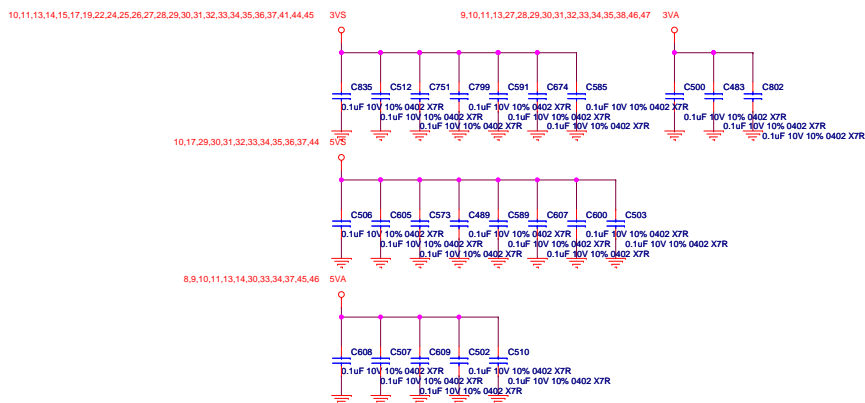 10,11,13,14,15,17,19,22,24,25,26,27,28,29,30,31,32,33,34,35,36,37,41,44,45 3VS
9,10,11,13,27,28,29,30,31,32,33,34,35,38,46,47 3VA
C835 C512 C751 C799 C591 C674 C585
C500 C483 C802
0.1uF 10V 10% 0402 X7R
0.1uF 10V 10% 0402 X7R
0.1uF 10V 10% 0402 X7R
0.1uF 10V 10% 0402 X7R
0.1uF 10V 10% 0402 X7R
0.1uF 10V 10% 0402 X7R
0.1uF 10V 10% 0402 X7R
0.1uF 10V 10% 0402 X7R
0.1uF 10V 10% 0402 X7R
0.1uF 10V 10% 0402 X7R
10,17,29,30,31,32,33,34,35,36,37,44 5VS
C506 C605 C573 C489 C589 C607 C600 C503
0.1uF 10V 10% 0402 X7R
0.1uF 10V 10% 0402 X7R
0.1uF 10V 10% 0402 X7R
0.1uF 10V 10% 0402 X7R
0.1uF 10V 10% 0402 X7R
0.1uF 10V 10% 0402 X7R
0.1uF 10V 10% 0402 X7R
0.1uF 10V 10% 0402 X7R
8,9,10,11,13,14,30,33,34,37,45,46 5VA
C608 C507 C609 C502 C510
0.1uF 10V 10% 0402 X7R
0.1uF 10V 10% 0402 X7R
0.1uF 10V 10% 0402 X7R
0.1uF 10V 10% 0402 X7R
0.1uF 10V 10% 0402 X7R